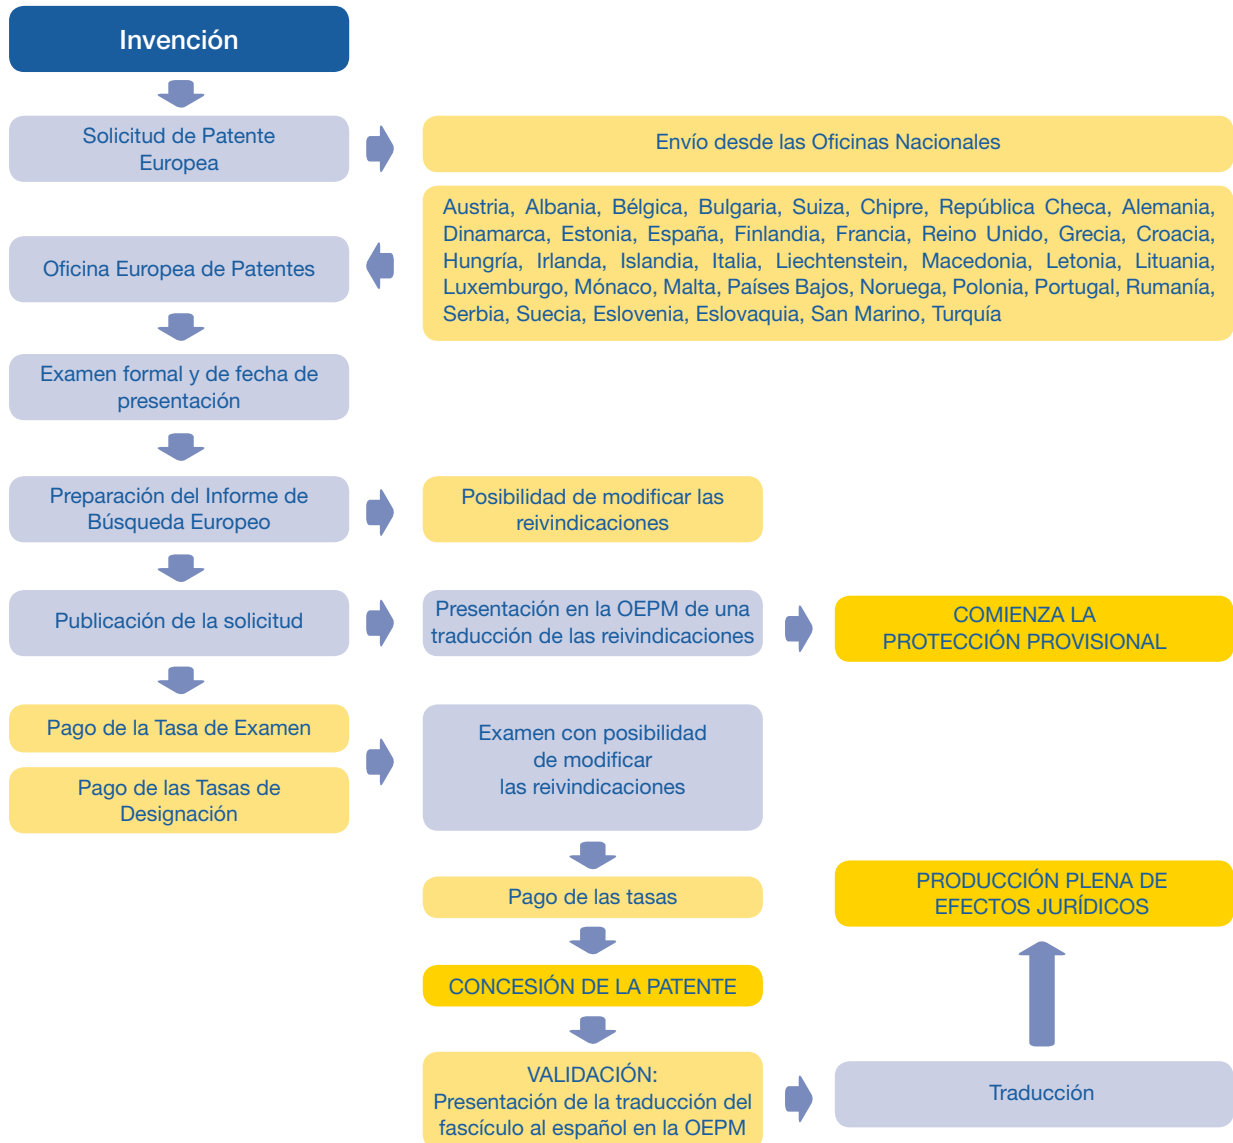 Invención
Solicitud de Patente
Europea
Envío desde las Oficinas Nacionales
Austria, Albania, Bélgica, Bulgaria, Suiza, Chipre, República Checa, Alemania,
Dinamarca, Estonia, España, Finlandia, Francia, Reino Unido, Grecia, Croacia,
Hungría, Irlanda, Islandia, Italia, Liechtenstein, Macedonia, Letonia, Lituania,
Luxemburgo, Mónaco, Malta, Países Bajos, Noruega, Polonia, Portugal, Rumanía,
Serbia, Suecia, Eslovenia, Eslovaquia, San Marino, Turquía
Oficina Europea de Patentes
Examen formal y de fecha de
presentación
Preparación del Informe de
Búsqueda Europeo
Posibilidad de modificar las
reivindicaciones
Publicación de la solicitud
Presentación en la OEPM de una
traducción de las reivindicaciones
COMIENZA LA
PROTECCIÓN PROVISIONAL
Pago de la Tasa de Examen
Pago de las Tasas de
Designación
Examen con posibilidad
de modificar
las reivindicaciones
Pago de las tasas
CONCESIÓN DE LA PATENTE
VALIDACIÓN:
Presentación de la traducción del
fascículo al español en la OEPM
Traducción
PRODUCCIÓN PLENA DE
EFECTOS JURÍDICOS